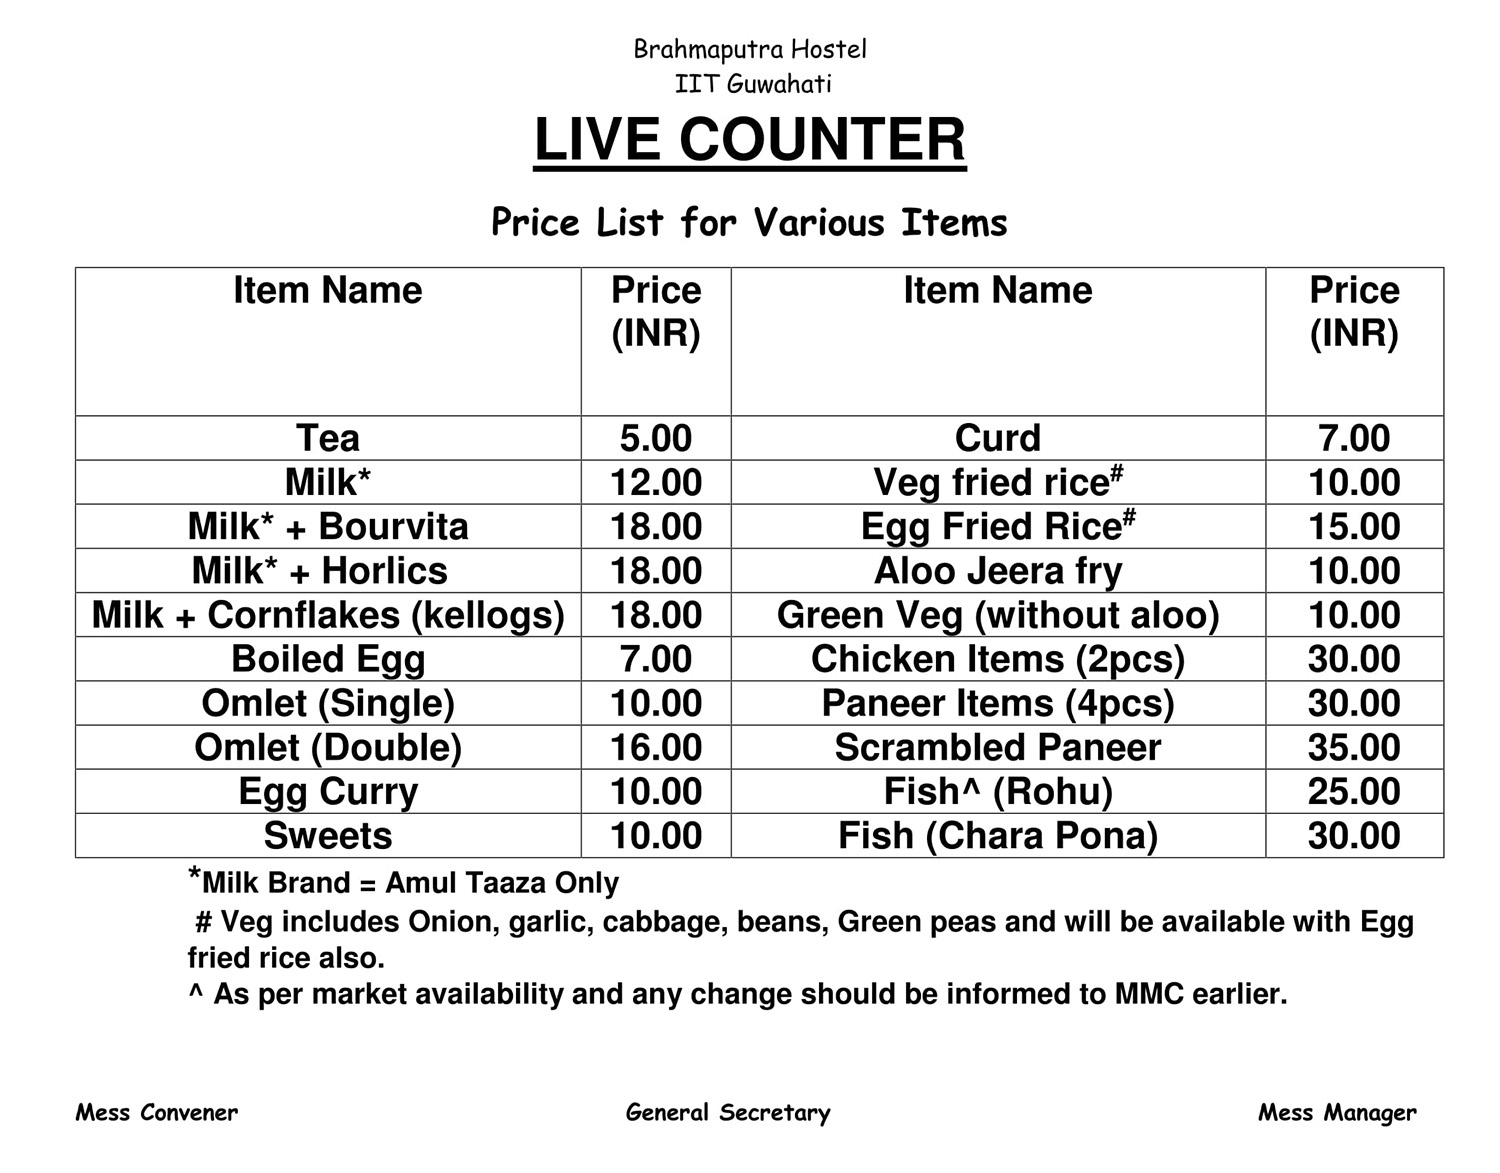 Brahmaputra Hostel
IIT Guwahati
LIVE COUNTER
Price List for Various Items
Item Name Price (INR) Item Name Price (INR)
Tea 5.00 Curd 7.00
Milk* 12.00 Veg fried rice# 10.00
Milk* + Bourvita 18.00 Egg Fried Rice# 15.00
Milk* + Horlics 18.00 Aloo Jeera fry 10.00
Milk + Cornflakes (kellogs) 18.00 Green Veg (without aloo) 10.00
Boiled Egg 7.00 Chicken Items (2pcs) 30.00
Omlet (Single) 10.00 Paneer Items (4pcs) 30.00
Omlet (Double) 16.00 Scrambled Paneer 35.00
Egg Curry 10.00 Fish^ (Rohu) 25.00
Sweets 10.00 Fish (Chara Pona) 30.00
*Milk Brand = Amul Taaza Only
# Veg includes Onion, garlic, cabbage, beans, Green peas and will be available with Egg
fried rice also.
^ As per market availability and any change should be informed to MMC earlier.
Mess Convener General Secretary Mess Manager